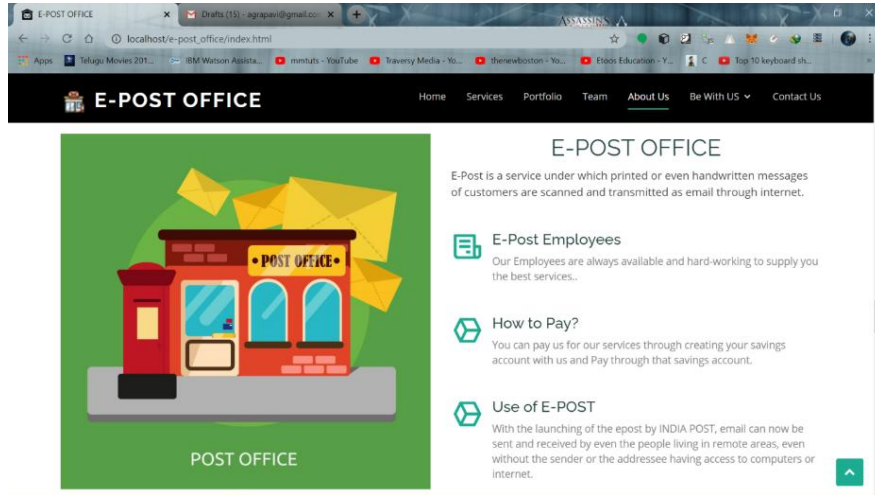 E-POST OFFICE
Drafts (15) - agrapavi@gmail.com
ASSASSINS
localhost/e-post_office/index.html
Apps
Telugu Movies 201...
IBM Watson Assista...
mmtuts - YouTube
Traversy Media - Yo...
thenewboston - Yo...
Etoos Education - Y...
C
Top 10 keyboard sh...
E-POST OFFICE
Home Services Portfolio Team About Us Be With US Contact Us
POST OFFICE
POST OFFICE
E-POST OFFICE
E-Post is a service under which printed or even handwritten messages
of customers are scanned and transmitted as email through internet.
E-Post Employees
Our Employees are always available and hard-working to supply you
the best services..
How to Pay?
You can pay us for our services through creating your savings
account with us and Pay through that savings account.
Use of E-POST
With the launching of the epost by INDIA POST, email can now be
sent and received by even the people living in remote areas, even
without the sender or the addressee having access to computers or
internet.